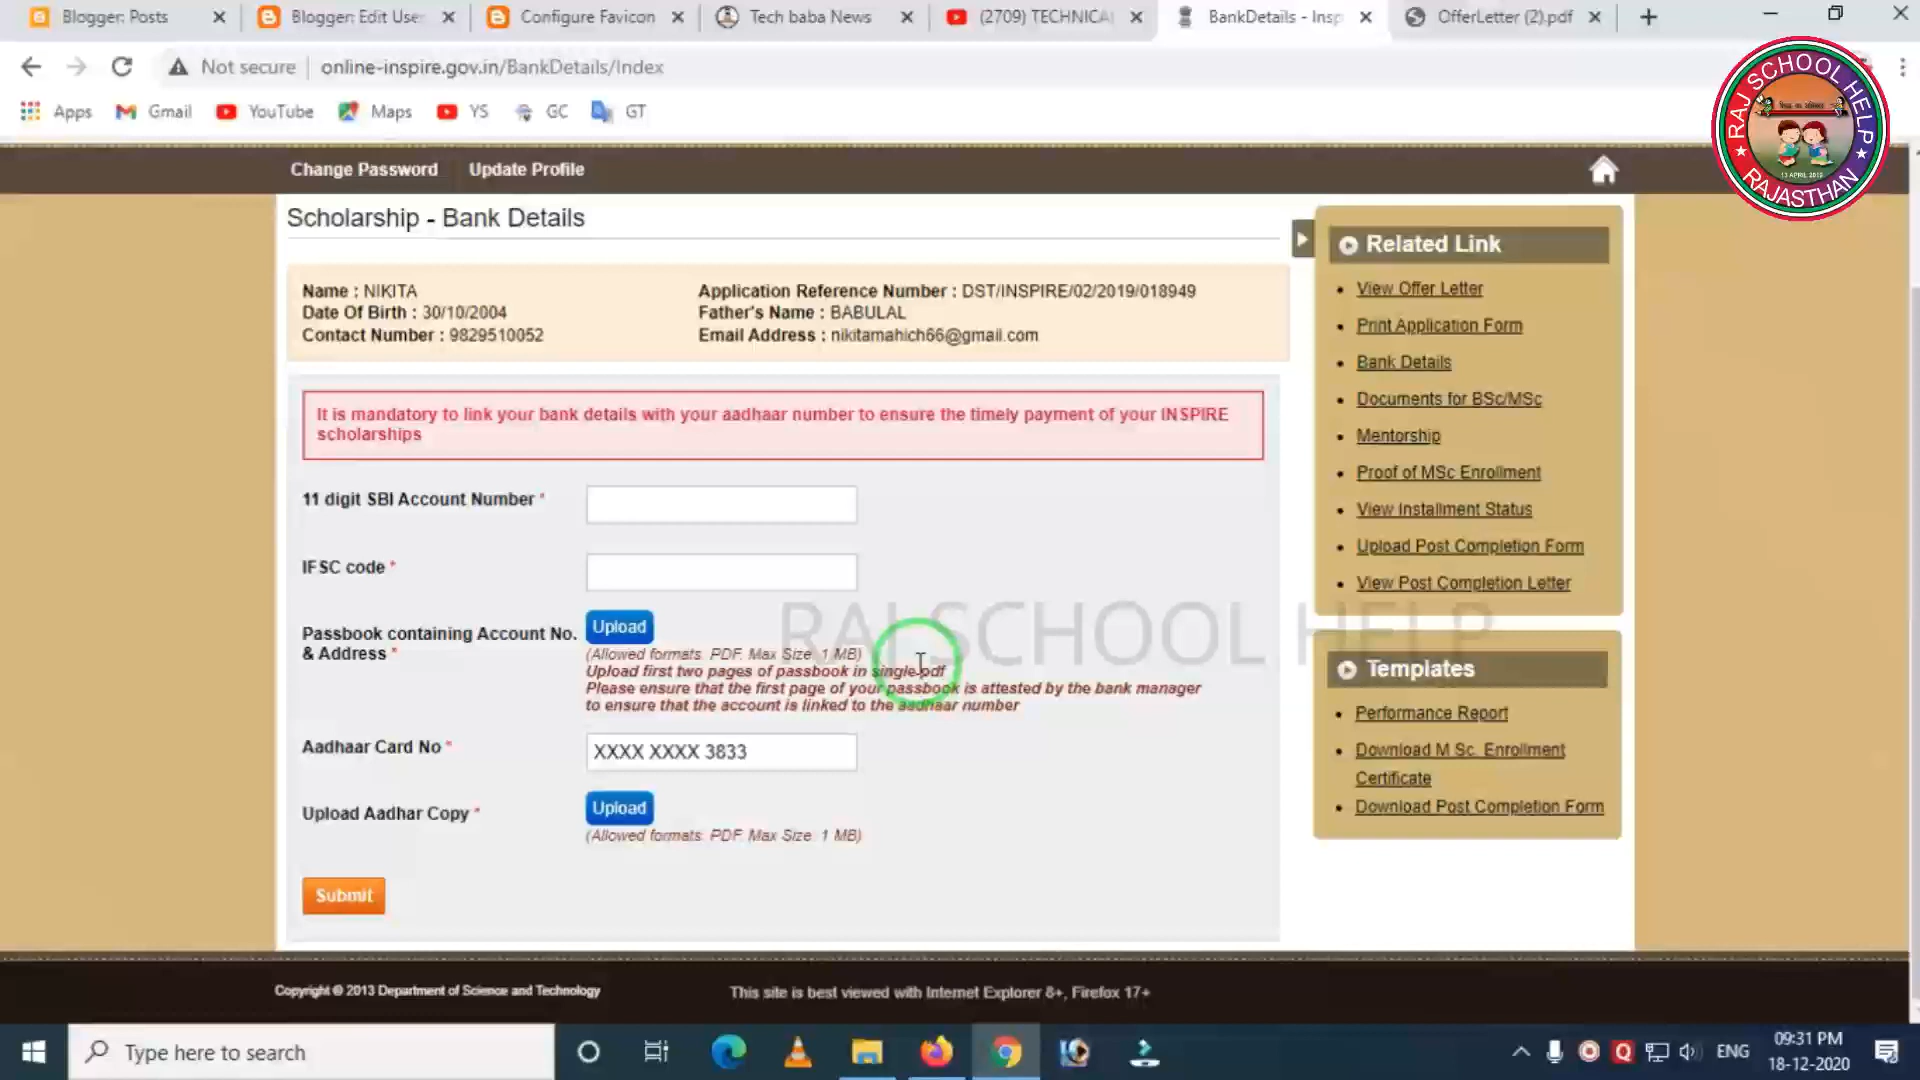 Blogger: Posts
Blogger: Edit Use
Configure Favicon
Tech baba News
(2709) TECHNICA
BankDetails - Insp
OfferLetter (2).pdf
Not secure
online-inspire.gov.in/BankDetails/Index
Apps
Gmail
YouTube
Maps
YS
GC
GT
RAJ SCHOOL HELP
13 APRIL 2019
RAJASTHAN
Change Password
Update Profile
Scholarship - Bank Details
Name : NIKITA
Application Reference Number : DST/INSPIRE/02/2019/018949
Date Of Birth : 30/10/2004
Father's Name : BABULAL
Contact Number : 9829510052
Email Address : nikitamahich66@gmail.com
It is mandatory to link your bank details with your aadhaar number to ensure the timely payment of your INSPIRE
scholarships
11 digit SBI Account Number *
IFSC code *
Passbook containing Account No.
& Address *
Upload
(Allowed formats: PDF. Max Size: 1 MB)
Upload first two pages of passbook in single pdf
Please ensure that the first page of your passbook is attested by the bank manager
to ensure that the account is linked to the aadhaar number
Aadhaar Card No *
XXXX XXXX 3833
Upload Aadhar Copy *
Upload
(Allowed formats: PDF. Max Size: 1 MB)
Submit
RAJ SCHOOL HELP
Related Link
View Offer Letter
Print Application Form
Bank Details
Documents for BSc/MSc
Mentorship
Proof of MSc Enrollment
View Installment Status
Upload Post Completion Form
View Post Completion Letter
Templates
Performance Report
Download M Sc. Enrollment
Certificate
Download Post Completion Form
Copyright © 2013 Department of Science and Technology
This site is best viewed with Internet Explorer 8+, Firefox 17+
Type here to search
ENG
09:31 PM
18-12-2020